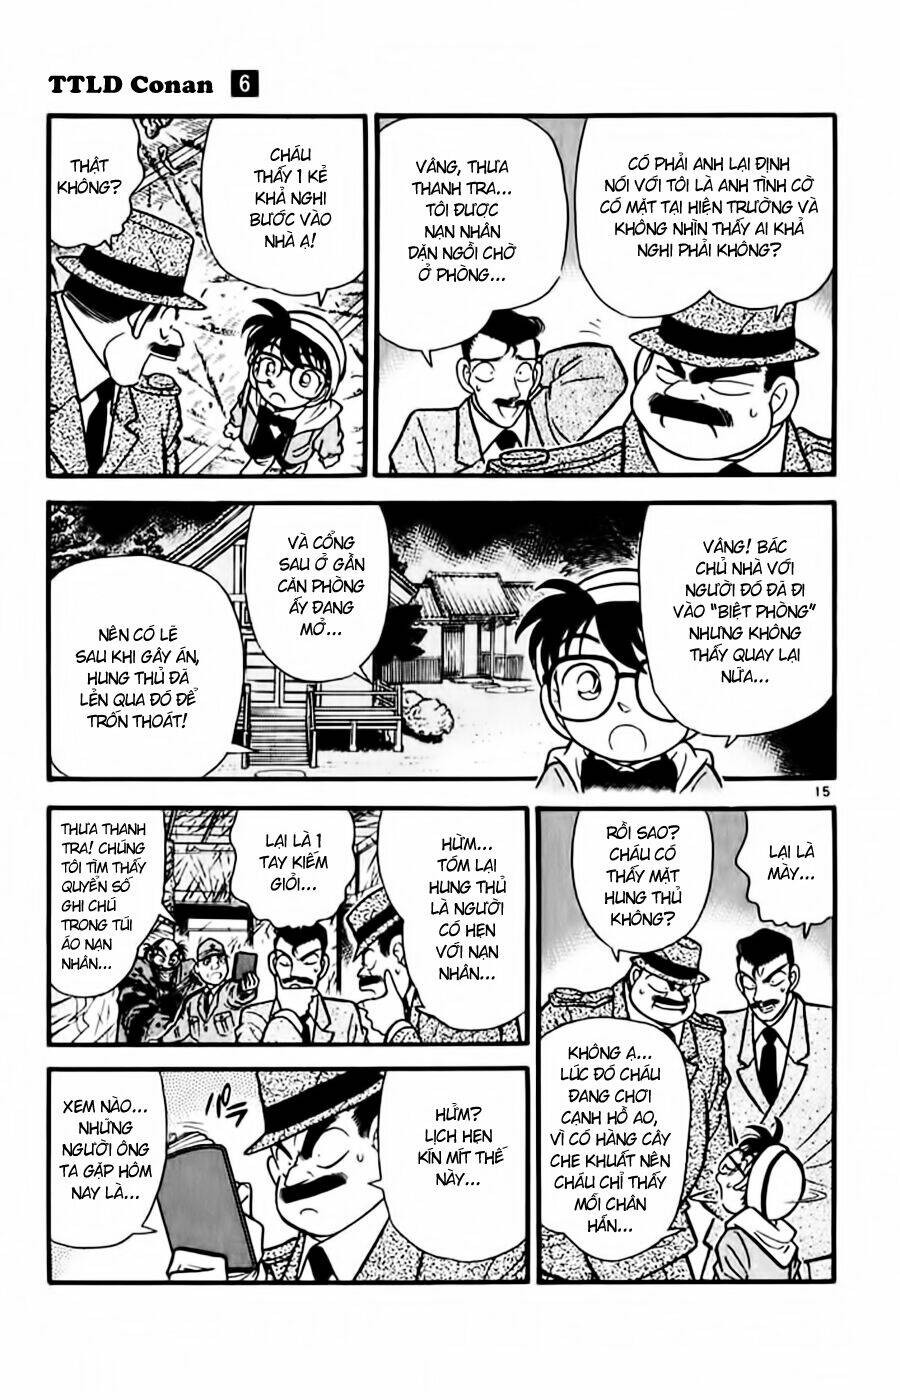 TTLD Conan 6
CÓ PHẢI ANH LẠI ĐỊNH
NÓI VỚI TÔI LÀ ANH TÌNH CỜ
CÓ MẶT TẠI HIỆN TRƯỜNG VÀ
KHÔNG NHÌN THẤY AI KHẢ
NGHI PHẢI KHÔNG?
VÂNG, THƯA
THANH TRA...
TÔI ĐƯỢC
NẠN NHÂN
DẶN NGỒI CHỜ
Ở PHÒNG...
CHÁU
THẤY 1 KẺ
KHẢ NGHI
BƯỚC VÀO
NHÀ Ạ!
THẬT
KHÔNG?
VÂNG! BÁC
CHỦ NHÀ VỚI
NGƯỜI ĐÓ ĐÃ ĐI
VÀO "BIỆT PHÒNG"
NHƯNG KHÔNG
THẤY QUAY LẠI
NỮA...
VÀ CỔNG
SAU Ở GẦN
CĂN PHÒNG
ẤY ĐANG
MỞ...
NÊN CÓ LẼ
SAU KHI GÂY ÁN,
HUNG THỦ ĐÃ
LẺN QUA ĐÓ ĐỂ
TRỐN THOÁT!
15
LẠI LÀ
MÀY...
RỒI SAO?
CHÁU CÓ
THẤY MẶT
HUNG THỦ
KHÔNG?
KHÔNG Ạ...
LÚC ĐÓ CHÁU
ĐANG CHƠI
CẠNH HỒ AO,
VÌ CÓ HÀNG CÂY
CHE KHUẤT NÊN
CHÁU CHỈ THẤY
MỖI CHÂN
HẮN...
HỪM...
TÓM LẠI
HUNG THỦ
LÀ NGƯỜI
CÓ HẸN
VỚI NẠN
NHÂN...
LẠI LÀ 1
TAY KIẾM
GIỎI...
THƯA THANH
TRA! CHÚNG
TÔI TÌM THẤY
QUYỂN SỔ
GHI CHÚ
TRONG TÚI
ÁO NẠN
NHÂN...
HỬM?
LỊCH HẸN
KÍN MÍT THẾ
NÀY...
XEM NÀO...
NHỮNG
NGƯỜI ÔNG
TA GẶP HÔM
NAY LÀ...